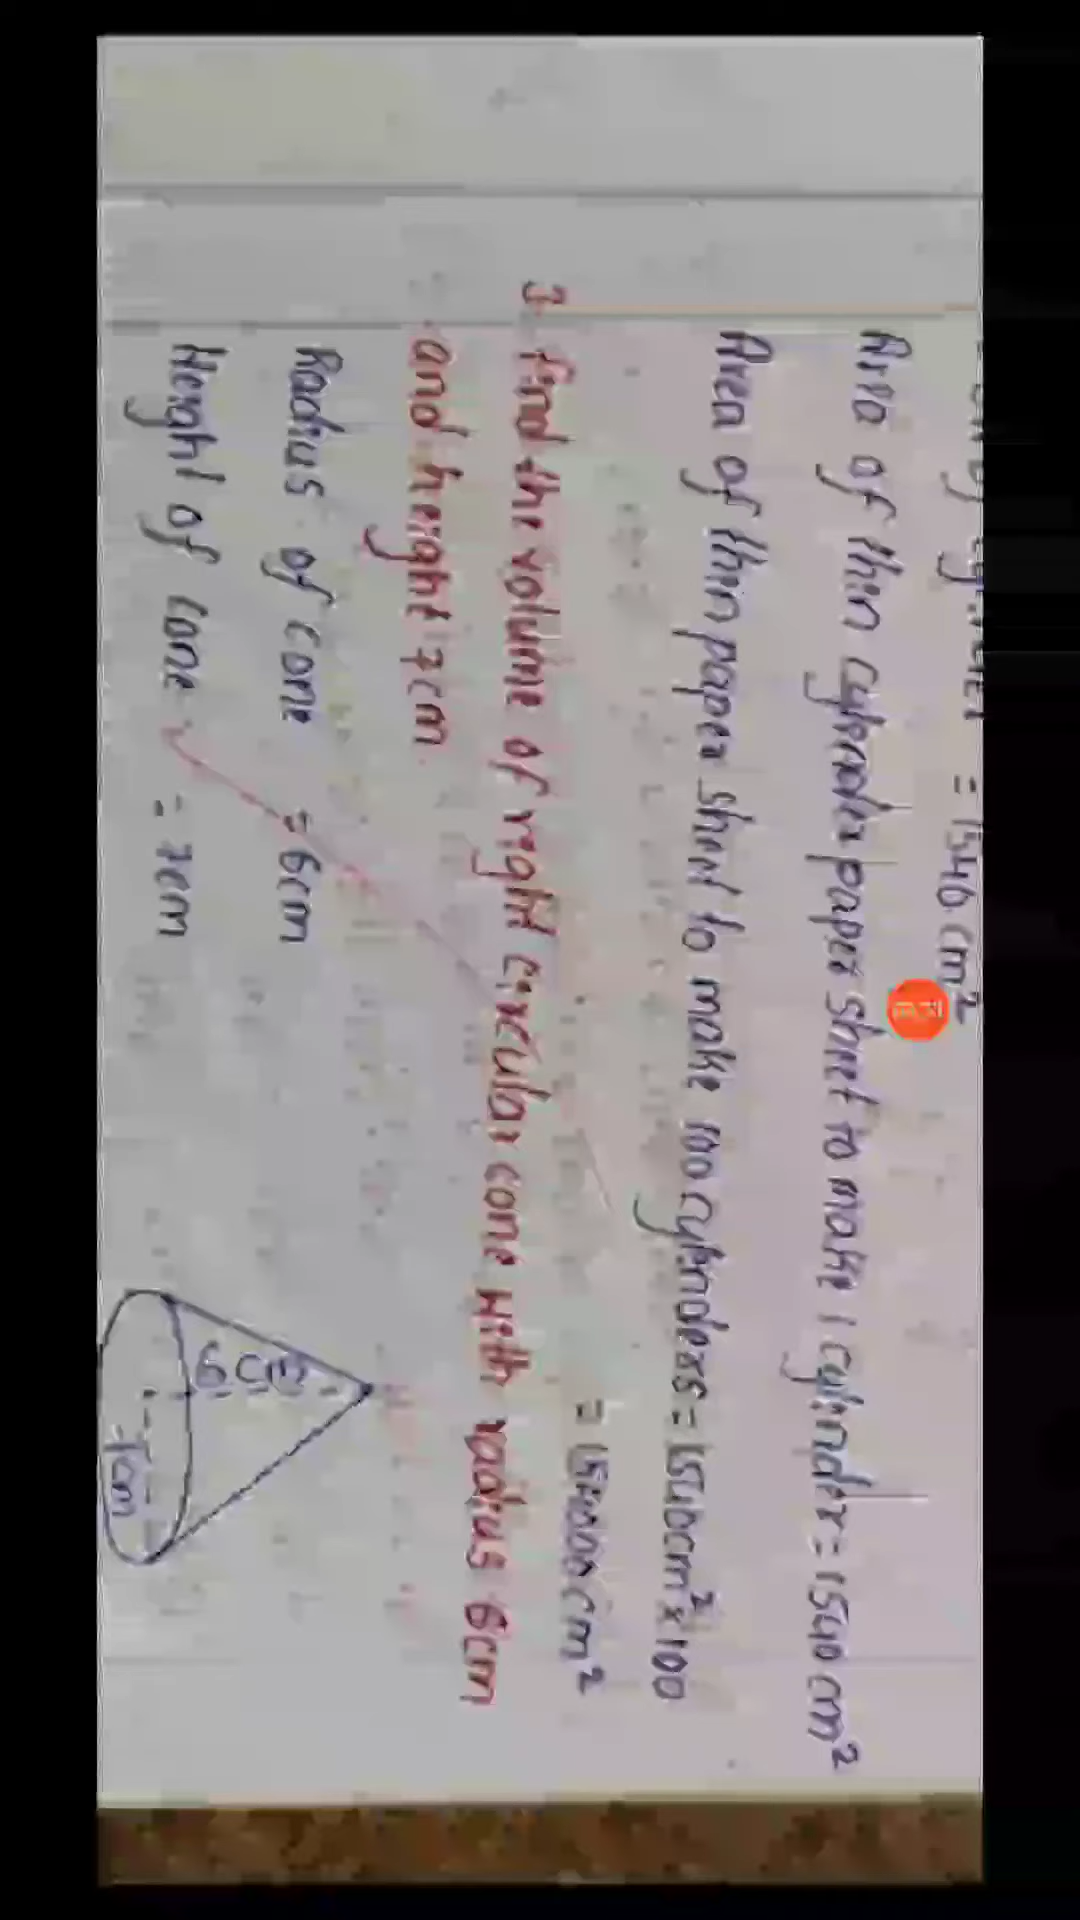 = 1540 cm²
Area of thin cylinder paper sheet to make 1 cylinder = 1540 cm²
Area of thin paper sheet to make 100 cylinders = 1540cm² × 100
= 154000 cm²
3. find the volume of right circular cone with radius 6cm
and height 7cm.
Radius of cone = 6cm
Height of cone = 7cm
6cm
7cm